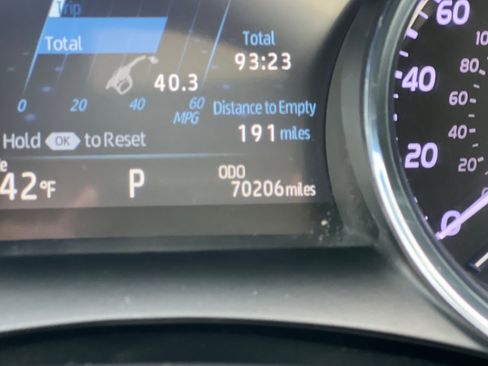 Trip
Total
Total
93:23
40.3
0 20 40 60
MPG
Distance to Empty
191 miles
Hold OK to Reset
42°F
P
ODO
70206 miles
60
40
20
0
80
60
40
20